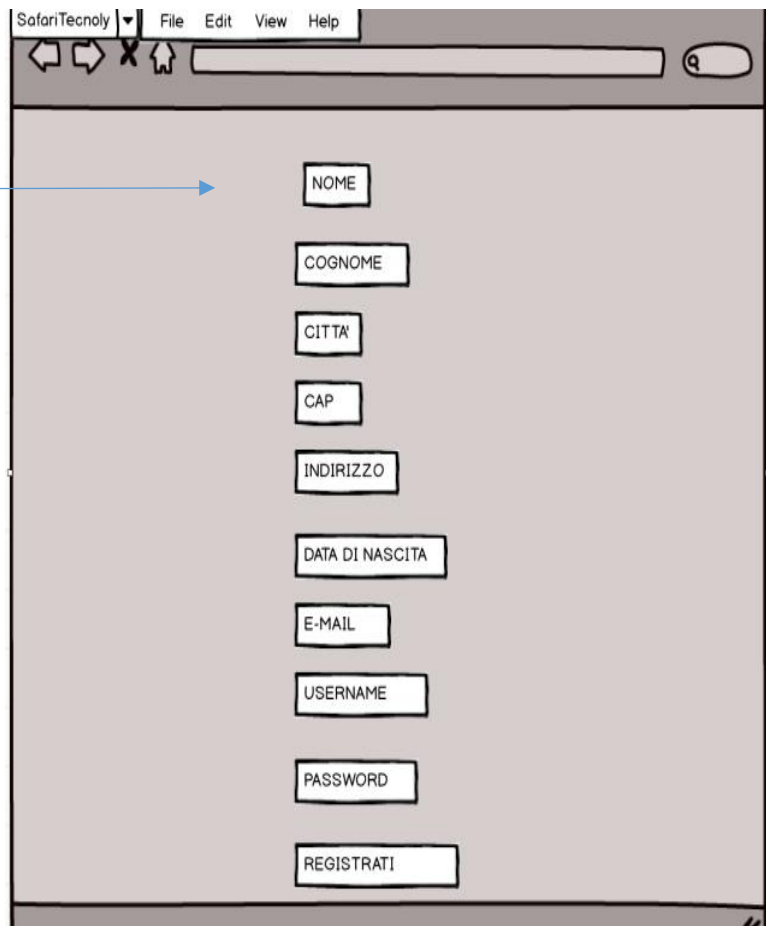 SafariTecnoly File Edit View Help
NOME
COGNOME
CITTA'
CAP
INDIRIZZO
DATA DI NASCITA
E-MAIL
USERNAME
PASSWORD
REGISTRATI